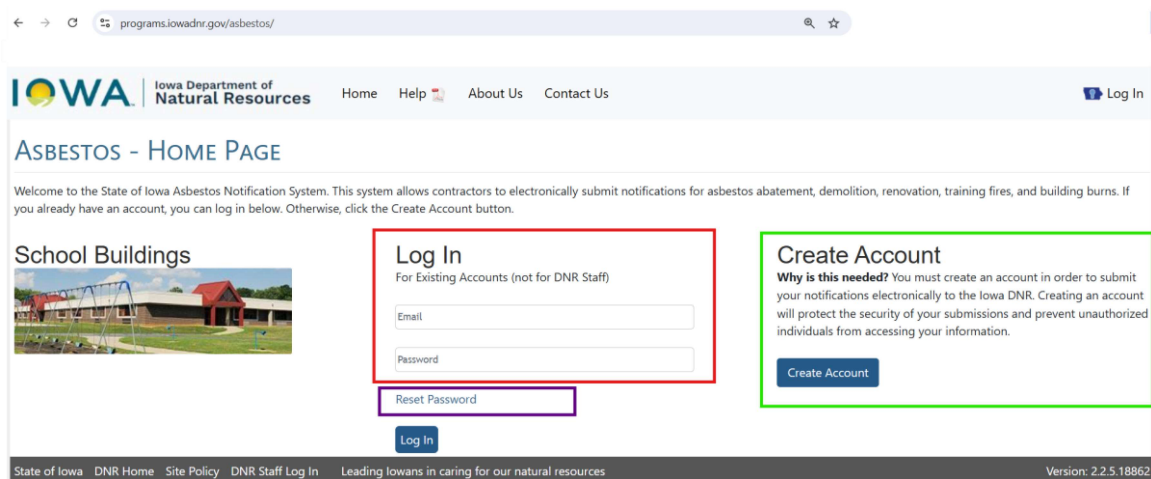 programs.iowadnr.gov/asbestos/
IOWA Iowa Department of
Natural Resources
Home Help About Us Contact Us
Log In
ASBESTOS - HOME PAGE
Welcome to the State of Iowa Asbestos Notification System. This system allows contractors to electronically submit notifications for asbestos abatement, demolition, renovation, training fires, and building burns. If
you already have an account, you can log in below. Otherwise, click the Create Account button.
School Buildings
Log In
For Existing Accounts (not for DNR Staff)
Email
Password
Reset Password
Log In
Create Account
Why is this needed? You must create an account in order to submit
your notifications electronically to the Iowa DNR. Creating an account
will protect the security of your submissions and prevent unauthorized
individuals from accessing your information.
Create Account
State of Iowa DNR Home Site Policy DNR Staff Log In Leading Iowans in caring for our natural resources Version: 2.2.5.18862